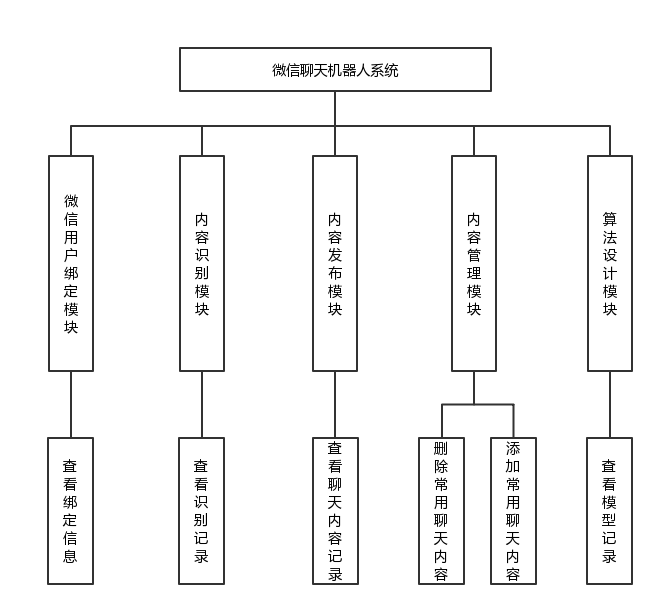 微信聊天机器人系统
微信用户绑定模块
内容识别模块
内容发布模块
内容管理模块
算法设计模块
查看绑定信息
查看识别记录
查看聊天内容记录
删除常用聊天内容
添加常用聊天内容
查看模型记录